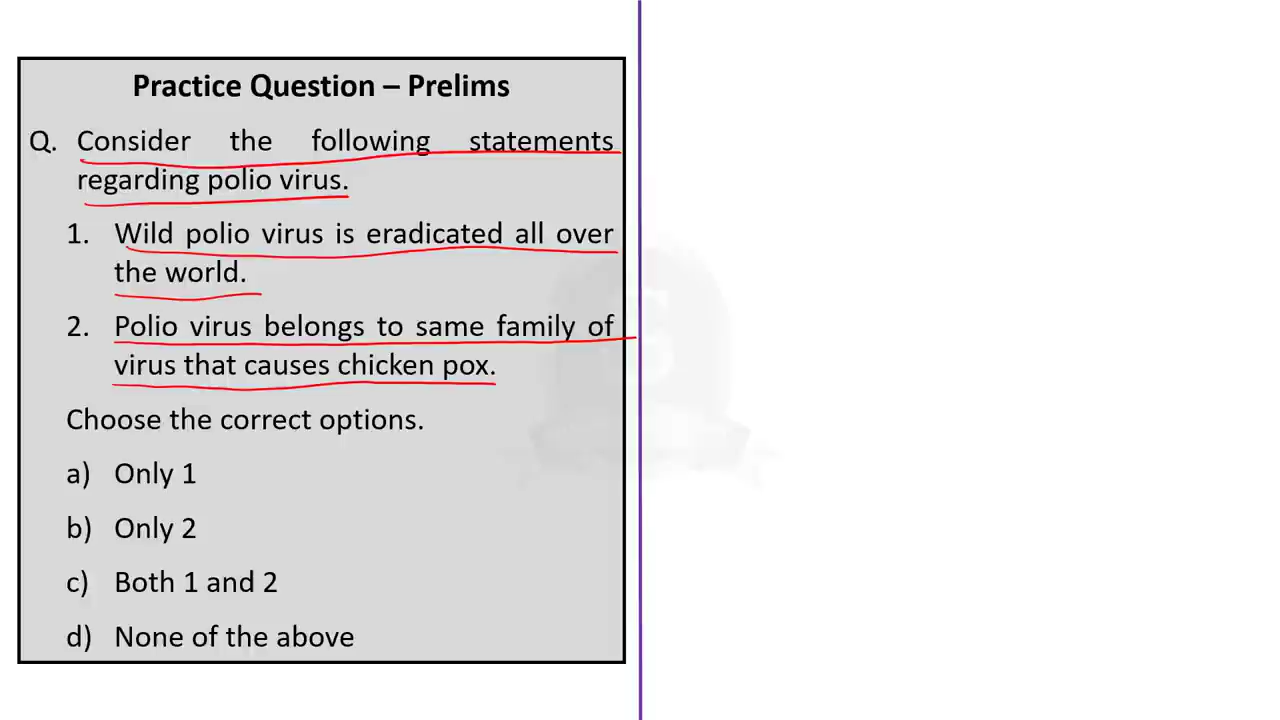 Practice Question – Prelims
Q. Consider the following statements
regarding polio virus.
1. Wild polio virus is eradicated all over
the world.
2. Polio virus belongs to same family of
virus that causes chicken pox.
Choose the correct options.
a) Only 1
b) Only 2
c) Both 1 and 2
d) None of the above